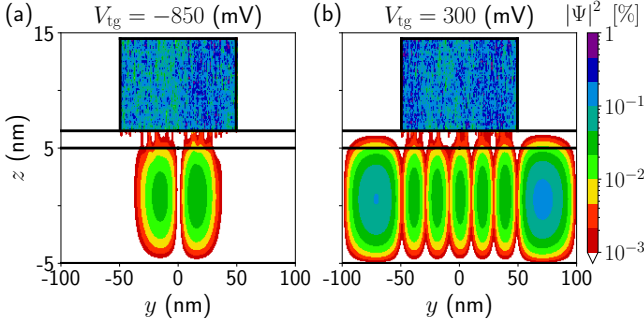 (a) V_tg = −850 (mV) (b) V_tg = 300 (mV) |Ψ|² [%]
15
5
-5
z (nm)
-100 -50 0 50 100
y (nm)
-100 -50 0 50 100
y (nm)
1
10⁻¹
10⁻²
10⁻³